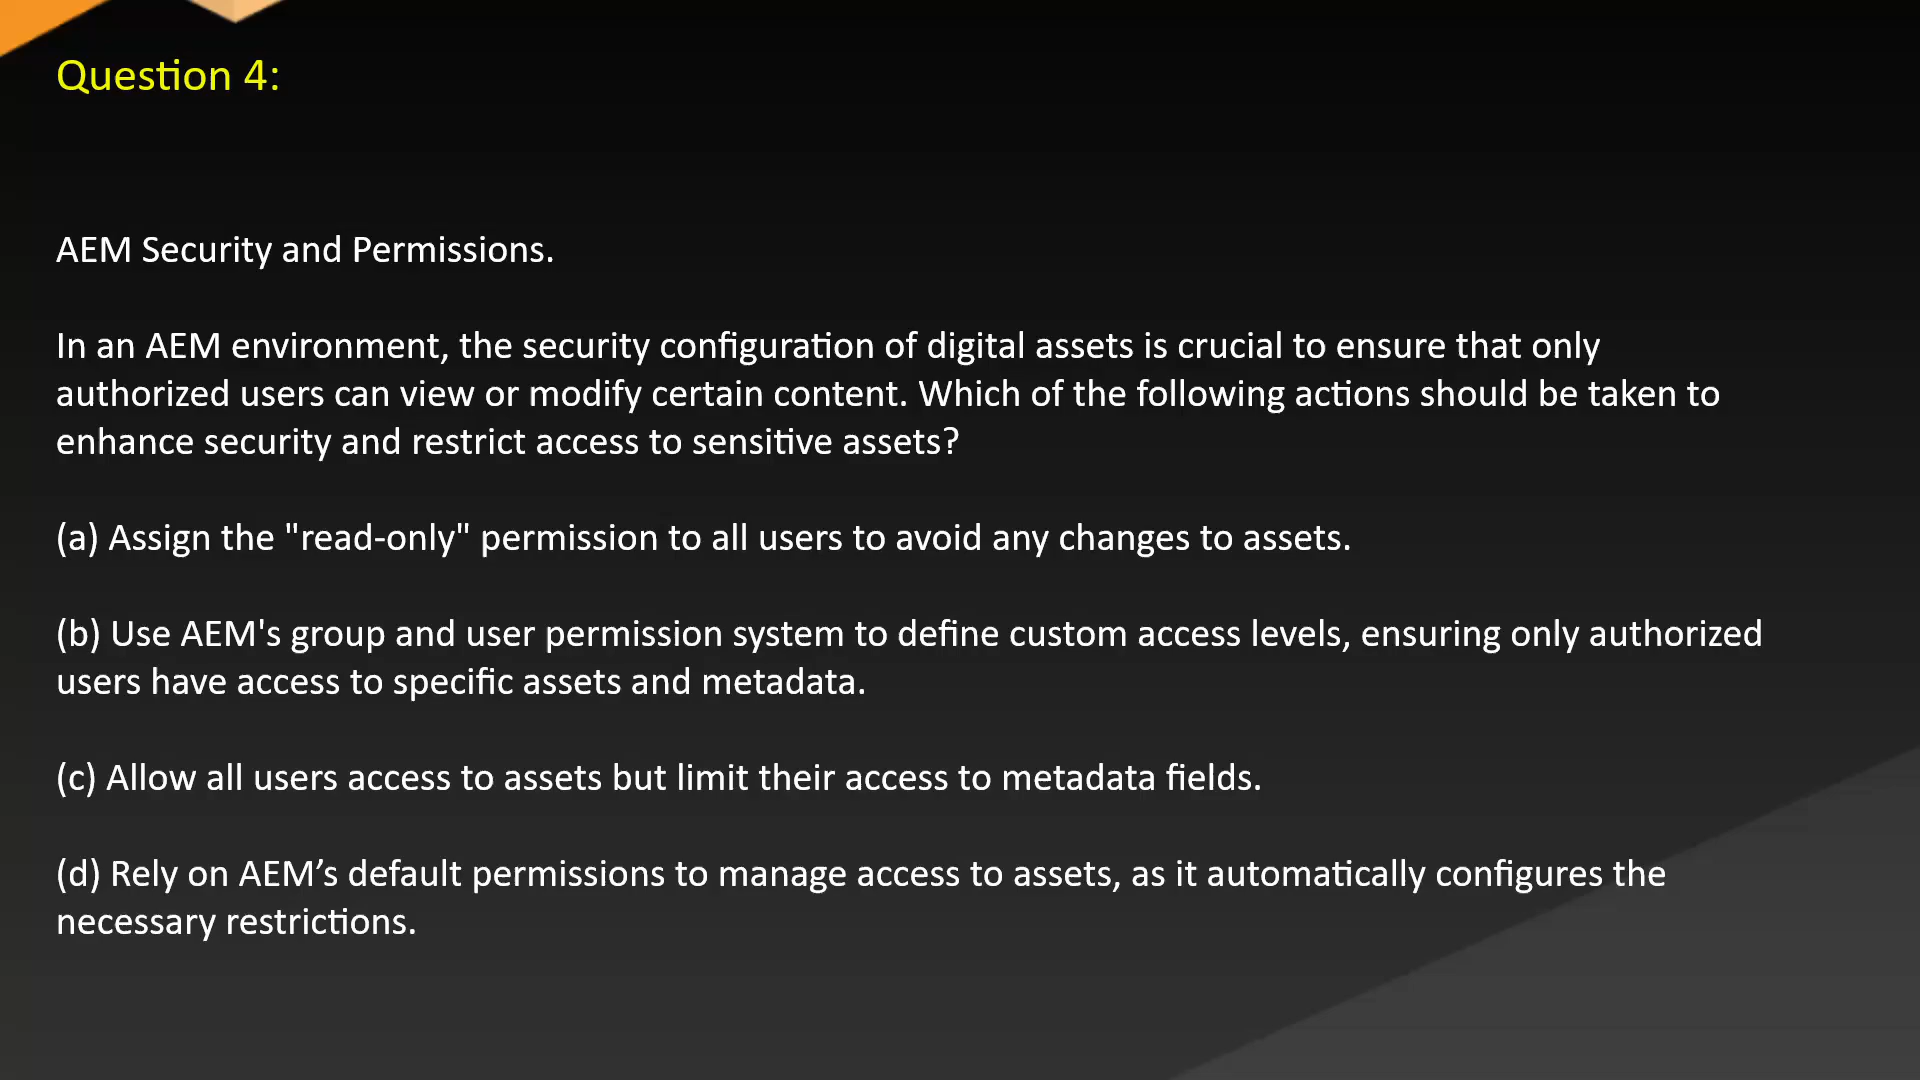 Question 4:
AEM Security and Permissions.
In an AEM environment, the security configuration of digital assets is crucial to ensure that only
authorized users can view or modify certain content. Which of the following actions should be taken to
enhance security and restrict access to sensitive assets?
(a) Assign the "read-only" permission to all users to avoid any changes to assets.
(b) Use AEM's group and user permission system to define custom access levels, ensuring only authorized
users have access to specific assets and metadata.
(c) Allow all users access to assets but limit their access to metadata fields.
(d) Rely on AEM’s default permissions to manage access to assets, as it automatically configures the
necessary restrictions.